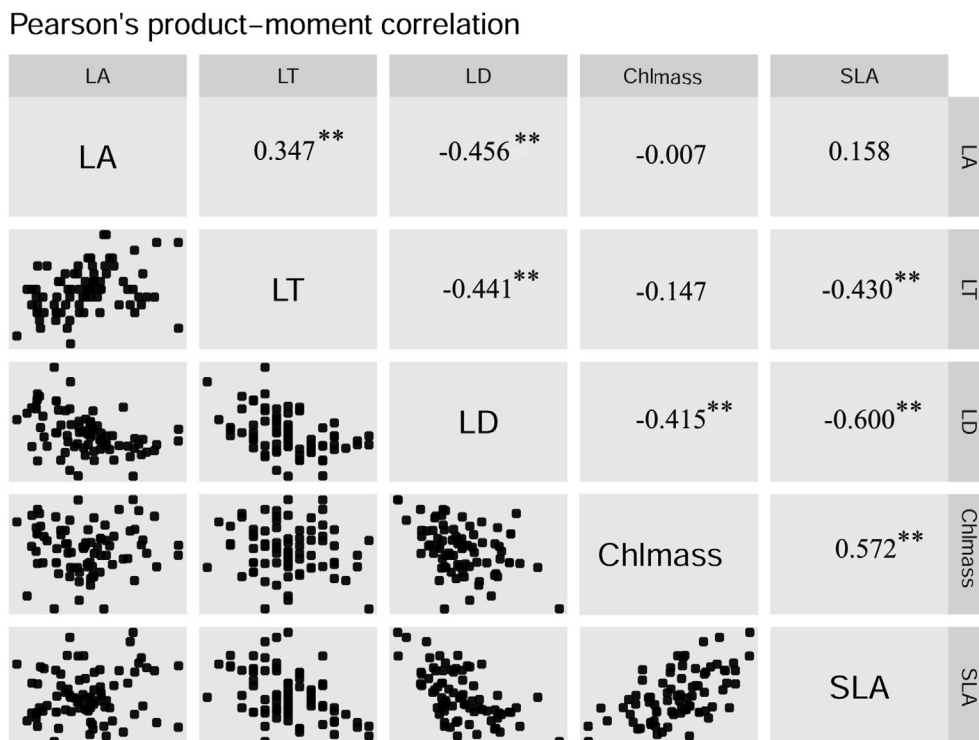 Pearson's product–moment correlation
LA LT LD Chlmass SLA
LA 0.347** -0.456** -0.007 0.158 LA
LT -0.441** -0.147 -0.430** LT
LD -0.415** -0.600** LD
Chlmass 0.572** Chlmass
SLA SLA